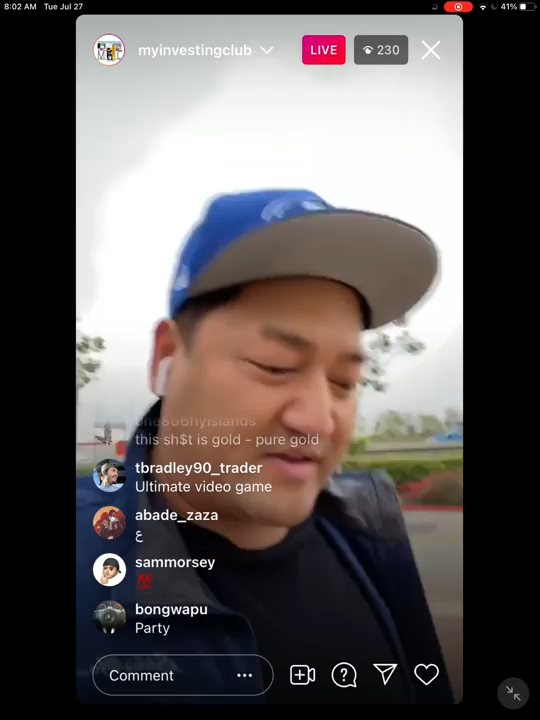 8:02 AM Tue Jul 27
41%
myinvestingclub
LIVE
230
one866flyislands
this sh$t is gold - pure gold
tbradley90_trader
Ultimate video game
abade_zaza
ع
sammorsey
💯
bongwapu
Party
Comment